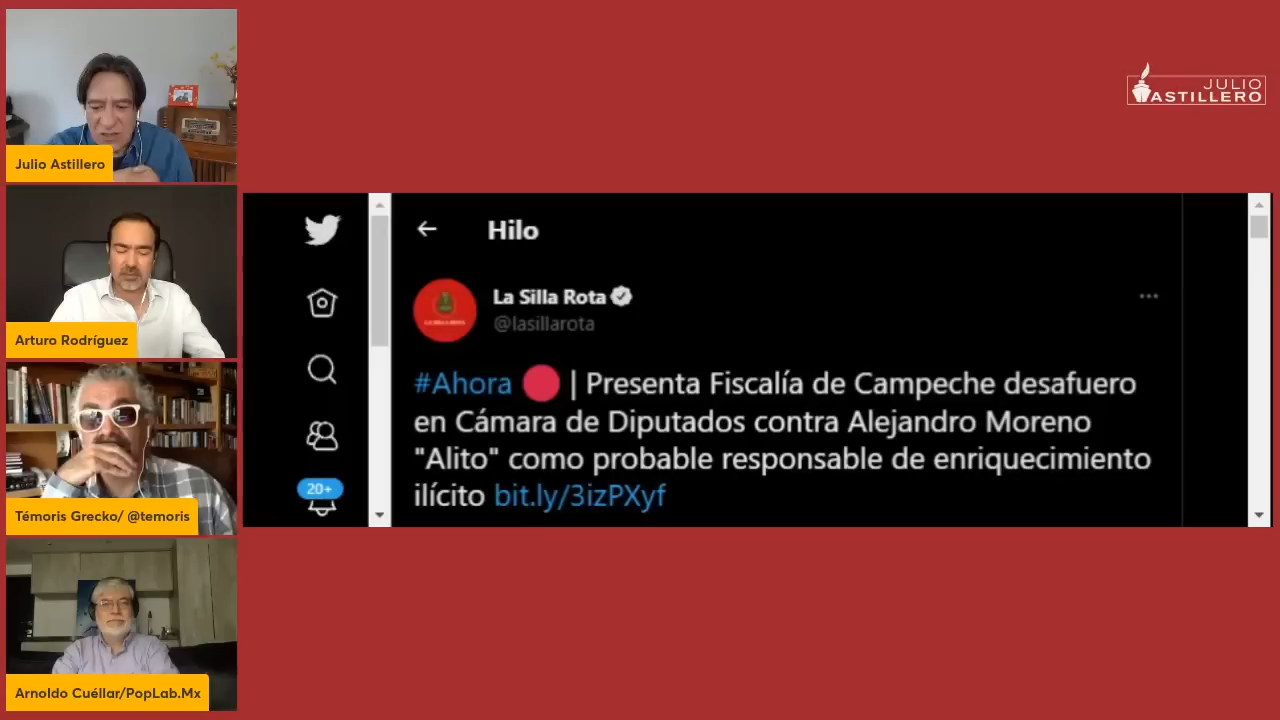 JULIO
ASTILLERO
Julio Astillero
Arturo Rodríguez
Témoris Grecko/ @temoris
Arnoldo Cuéllar/PopLab.Mx
Hilo
La Silla Rota
@lasillarota
#Ahora 🔴 | Presenta Fiscalía de Campeche desafuero
en Cámara de Diputados contra Alejandro Moreno
"Alito" como probable responsable de enriquecimiento
ilícito bit.ly/3izPXyf
20+